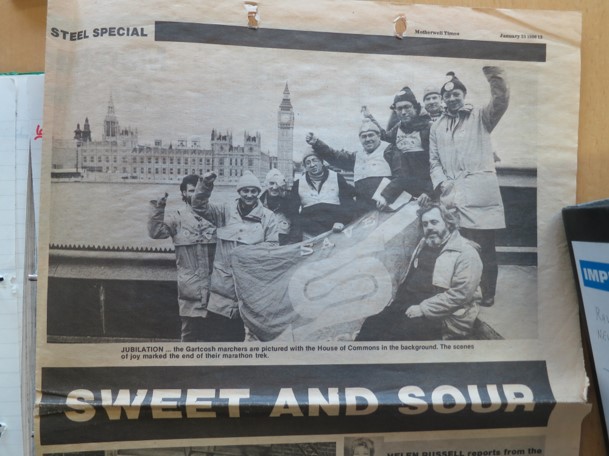 STEEL SPECIAL
Motherwell Times
JUBILATION ... the Gartcosh marchers are pictured with the House of Commons in the background. The scenes
of joy marked the end of their marathon trek.
SWEET AND SOUR
HELEN RUSSELL reports from the
IMP